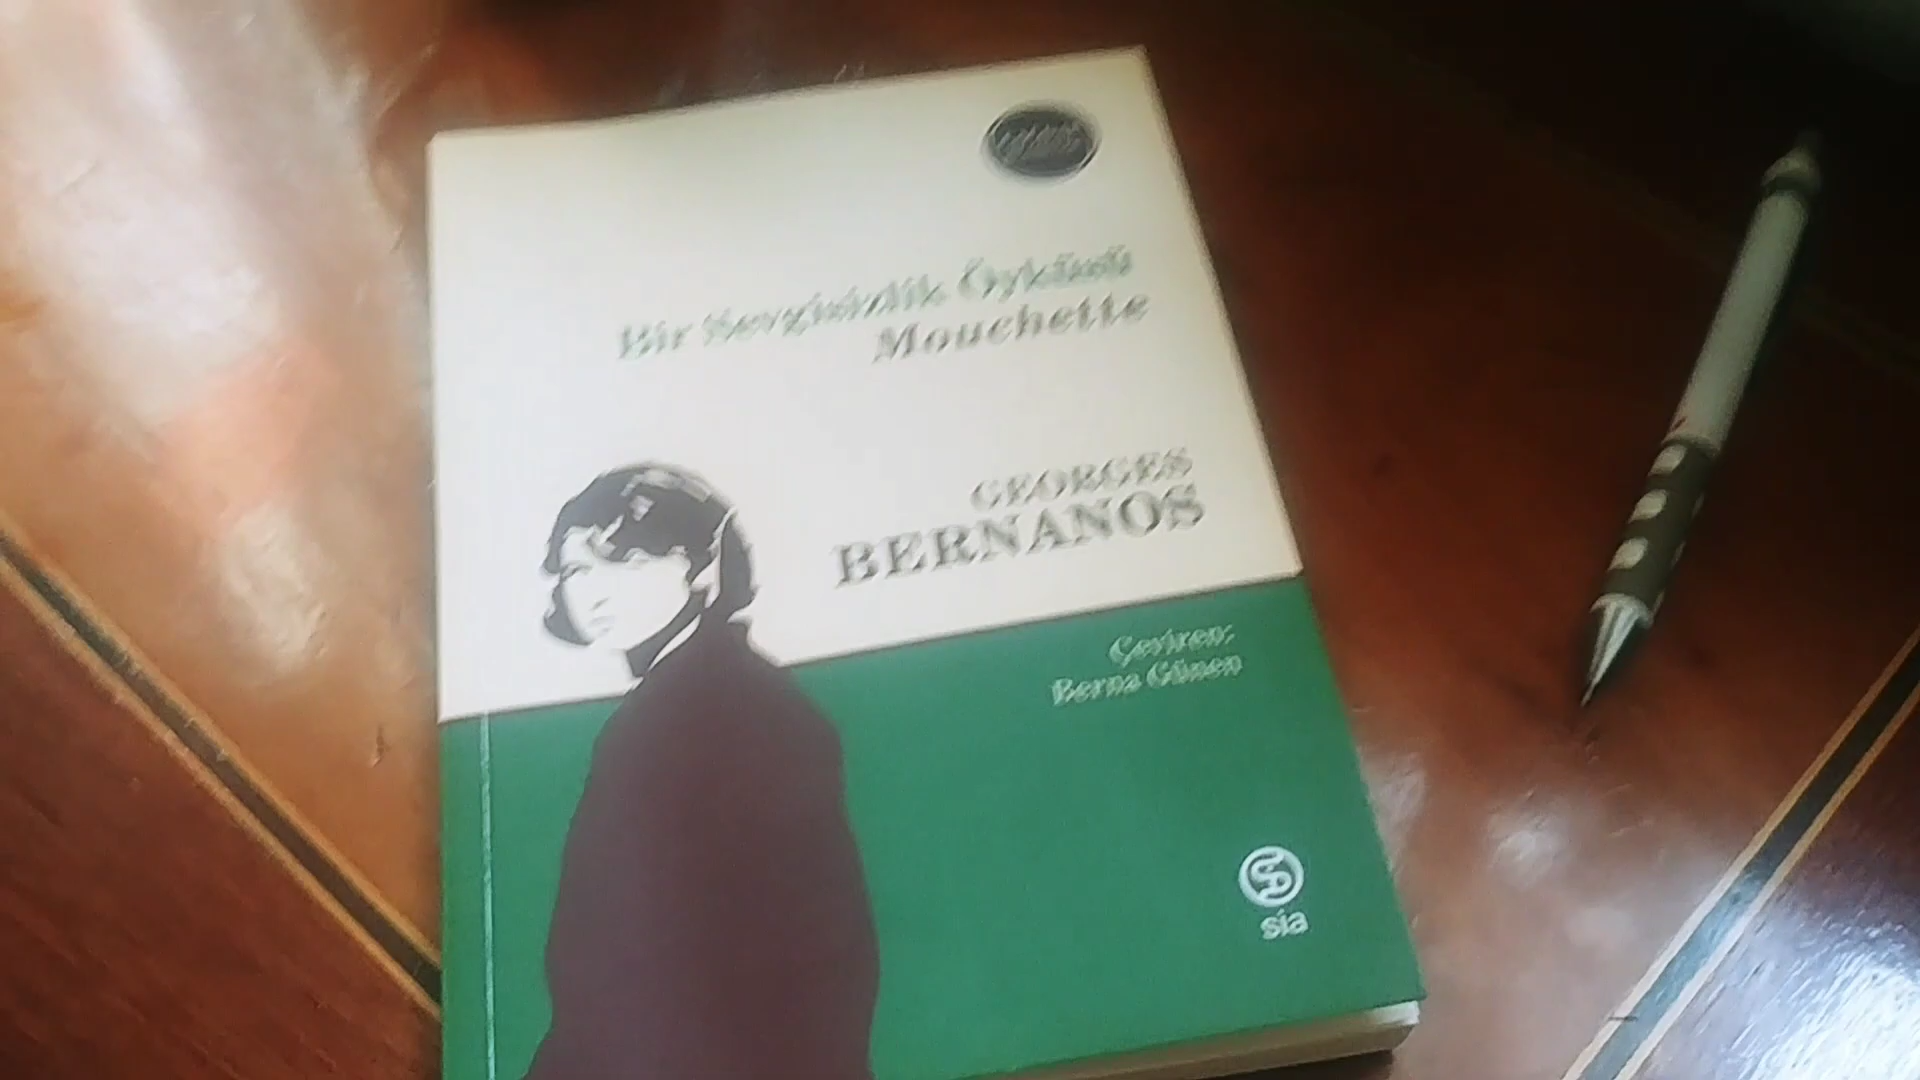 Bir Sevgisizlik Öyküsü
Mouchette
GEORGES
BERNANOS
Çeviren:
Berna Günen
sia